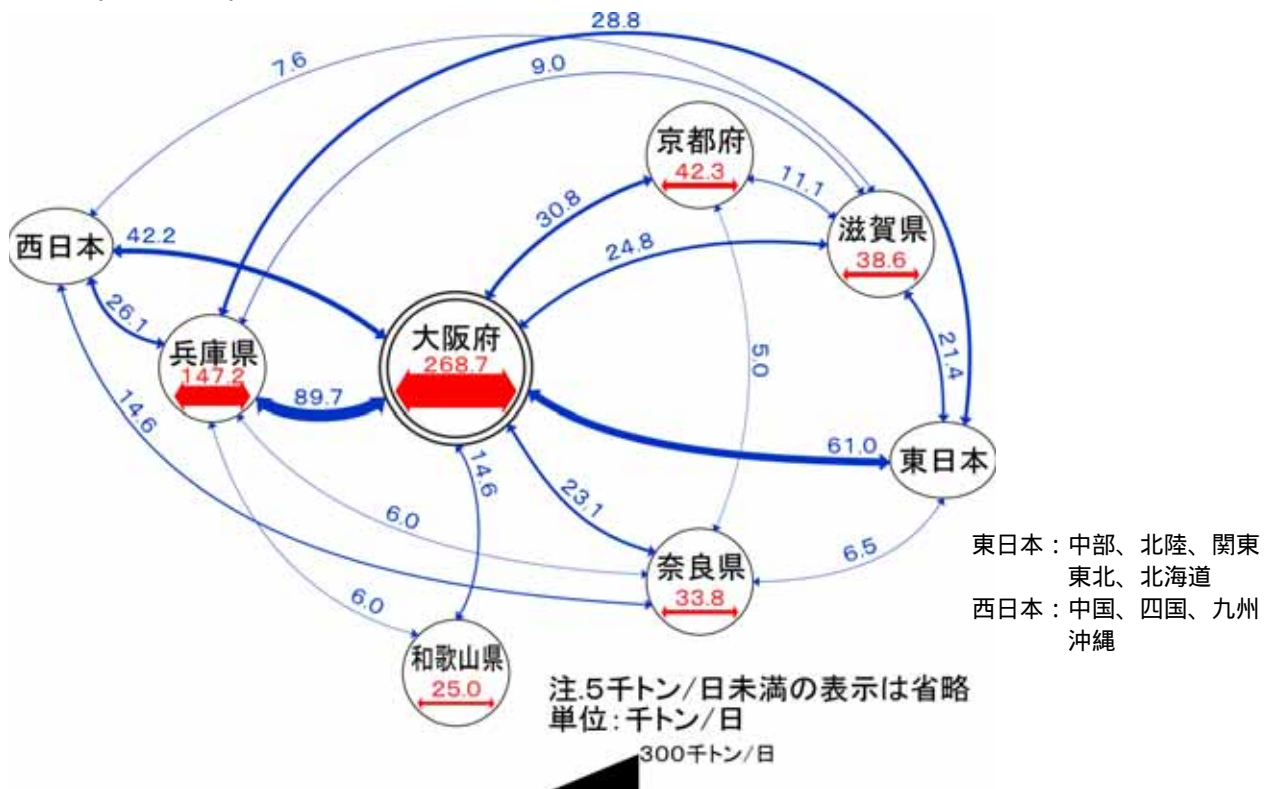 28.8
7.6
9.0
京都府
42.3
11.1
30.8
滋賀県
38.6
24.8
西日本
42.2
26.1
兵庫県
147.2
大阪府
268.7
89.7
5.0
21.4
14.6
14.6
61.0
東日本
23.1
6.0
6.5
奈良県
33.8
6.0
和歌山県
25.0
東日本：中部、北陸、関東
東北、北海道
西日本：中国、四国、九州
沖縄
注.5千トン/日未満の表示は省略
単位:千トン/日
300千トン/日